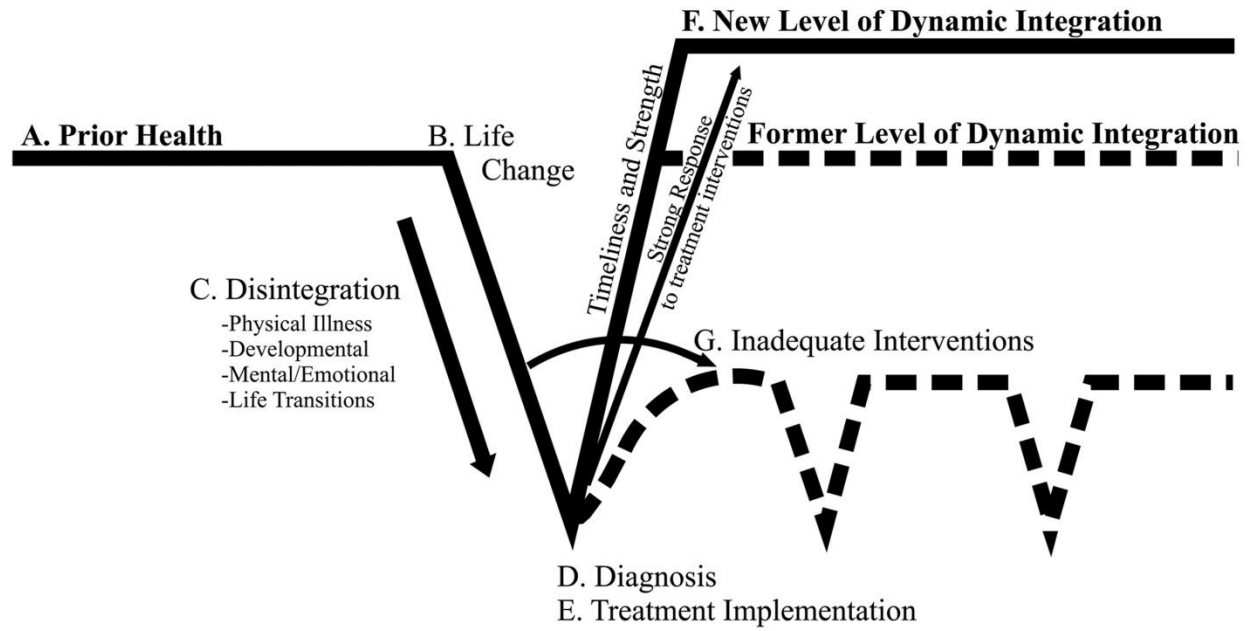 F. New Level of Dynamic Integration
A. Prior Health
B. Life
Change
Former Level of Dynamic Integration
Timeliness and Strength
Strong Response
to treatment interventions
C. Disintegration
-Physical Illness
-Developmental
-Mental/Emotional
-Life Transitions
G. Inadequate Interventions
D. Diagnosis
E. Treatment Implementation